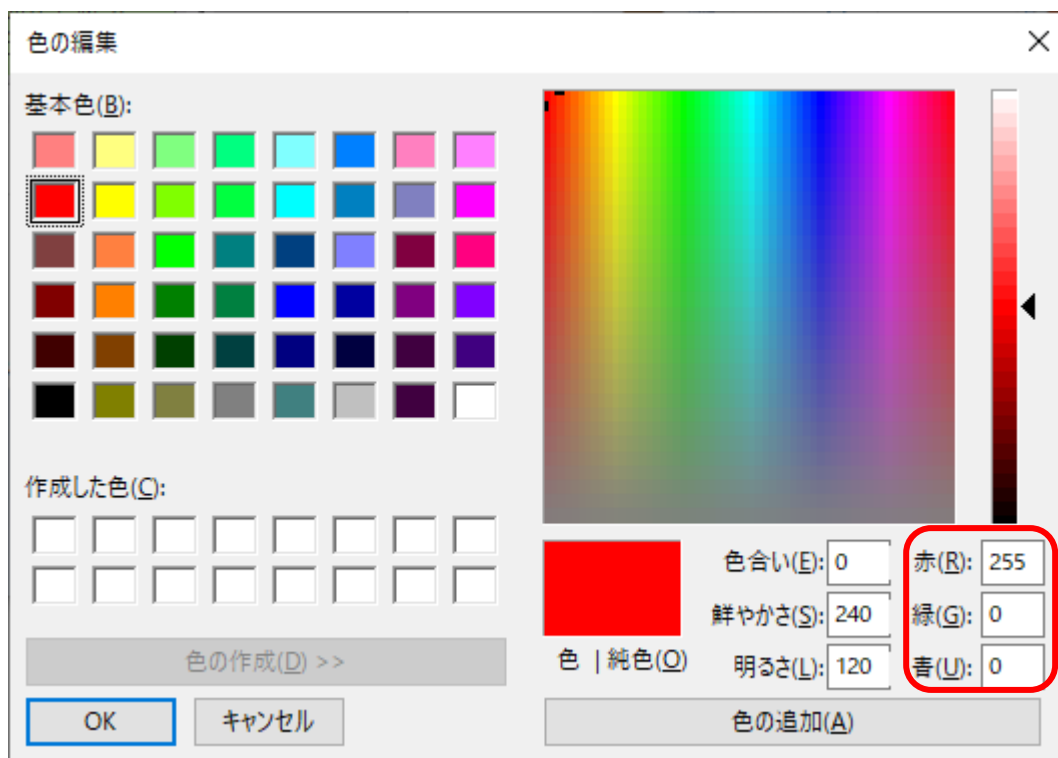 色の編集
基本色(B):
作成した色(C):
色の作成(D) >>
OK
キャンセル
色 | 純色(O)
色合い(E): 0
鮮やかさ(S): 240
明るさ(L): 120
赤(R): 255
緑(G): 0
青(U): 0
色の追加(A)